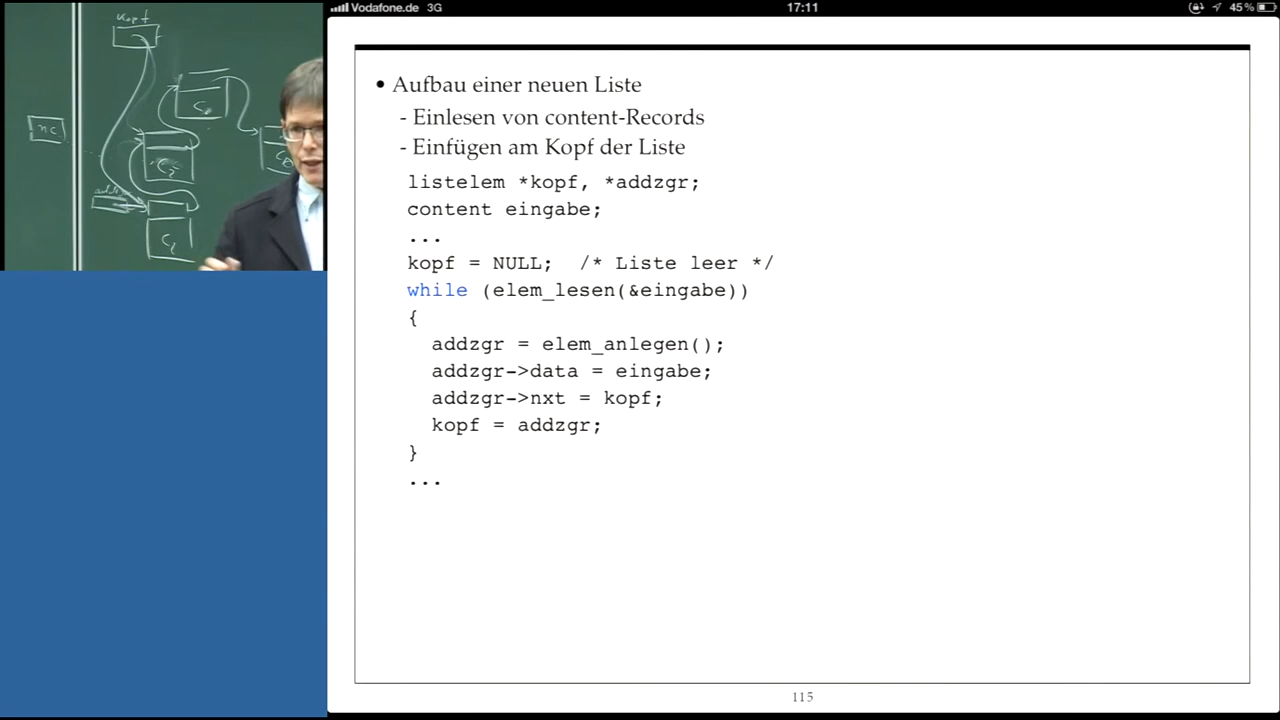 Vodafone.de 3G 17:11 45%
Kopf
• Aufbau einer neuen Liste
- Einlesen von content-Records
- Einfügen am Kopf der Liste
listelem *kopf, *addzgr;
content eingabe;
...
kopf = NULL; /* Liste leer */
while (elem_lesen(&eingabe))
{
addzgr = elem_anlegen();
addzgr->data = eingabe;
addzgr->nxt = kopf;
kopf = addzgr;
}
...
115